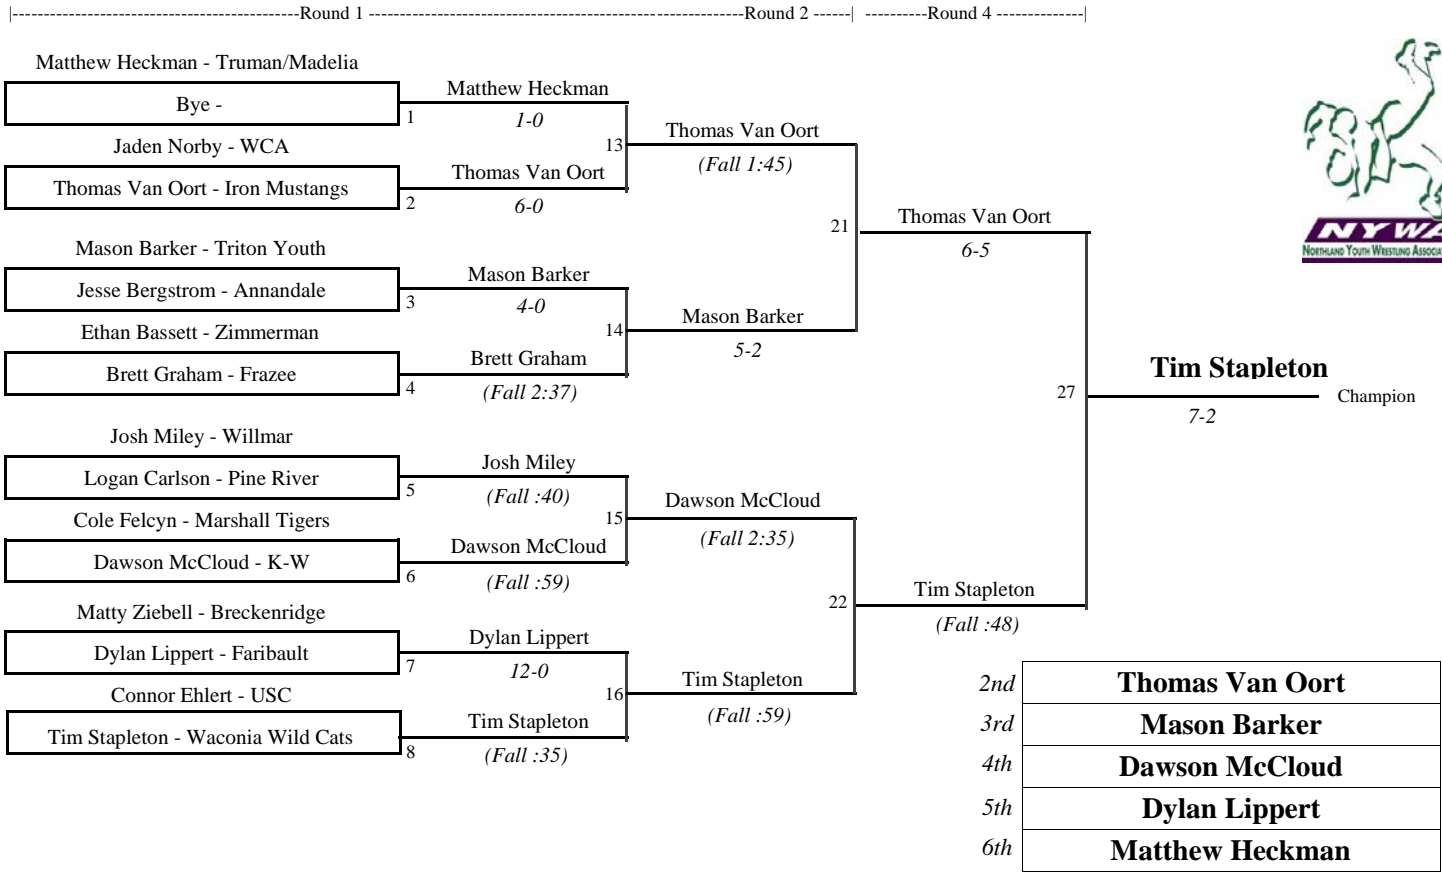 |----------------------------------------------Round 1 ------------------------------------------------------------Round 2 ------| ----------Round 4 --------------|
Matthew Heckman - Truman/Madelia
Bye -
1
Matthew Heckman
1-0
Jaden Norby - WCA
Thomas Van Oort - Iron Mustangs
2
Thomas Van Oort
6-0
13
Thomas Van Oort
(Fall 1:45)
Mason Barker - Triton Youth
Jesse Bergstrom - Annandale
3
Mason Barker
4-0
Ethan Bassett - Zimmerman
Brett Graham - Frazee
4
Brett Graham
(Fall 2:37)
14
Mason Barker
5-2
21
Thomas Van Oort
6-5
Josh Miley - Willmar
Logan Carlson - Pine River
5
Josh Miley
(Fall :40)
Cole Felcyn - Marshall Tigers
Dawson McCloud - K-W
6
Dawson McCloud
(Fall :59)
15
Dawson McCloud
(Fall 2:35)
Matty Ziebell - Breckenridge
Dylan Lippert - Faribault
7
Dylan Lippert
12-0
Connor Ehlert - USC
Tim Stapleton - Waconia Wild Cats
8
Tim Stapleton
(Fall :35)
16
Tim Stapleton
(Fall :59)
22
Tim Stapleton
(Fall :48)
27
Tim Stapleton
Champion
7-2
NYWA
Northland Youth Wrestling
2nd Thomas Van Oort
3rd Mason Barker
4th Dawson McCloud
5th Dylan Lippert
6th Matthew Heckman